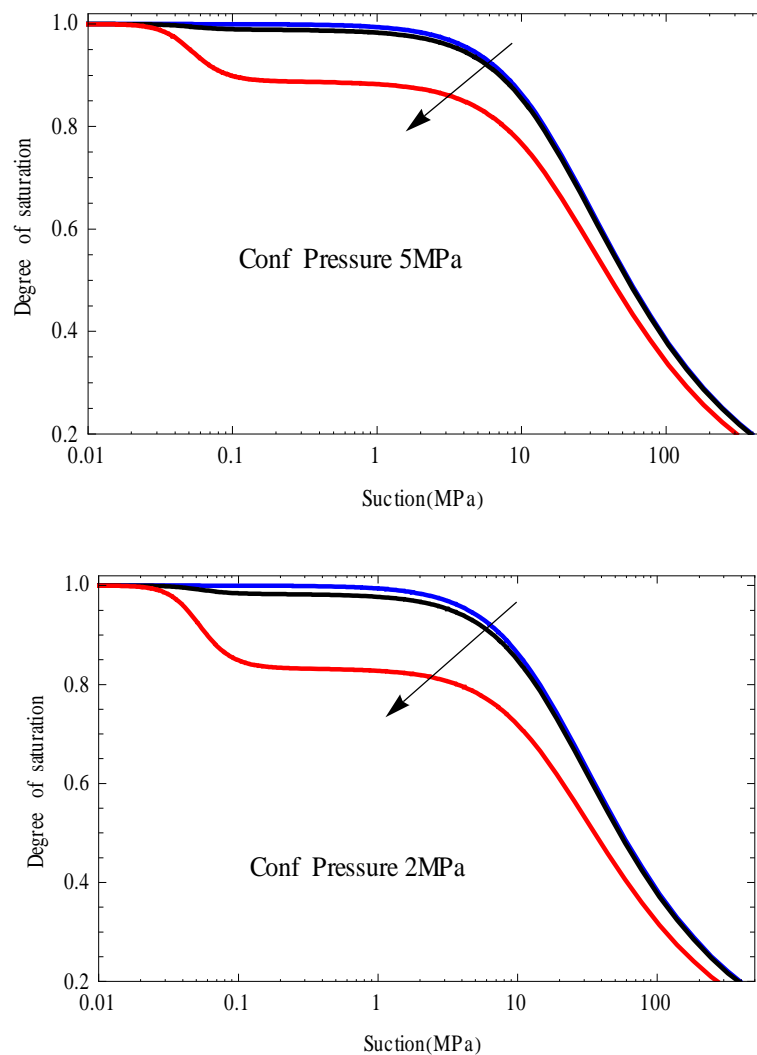 1.0
0.8
0.6
0.4
0.2
Degree of saturation
Conf Pressure 5MPa
0.01 0.1 1 10 100
Suction(MPa)
1.0
0.8
0.6
0.4
0.2
Degree of saturation
Conf Pressure 2MPa
0.01 0.1 1 10 100
Suction(MPa)